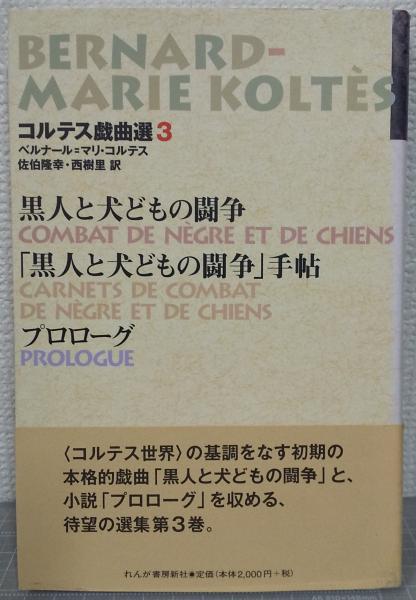 BERNARD-
MARIE KOLTÈS
コルテス戯曲選3
ベルナール=マリ・コルテス
佐伯隆幸・西樹里 訳
黒人と犬どもの闘争
COMBAT DE NÈGRE ET DE CHIENS
「黒人と犬どもの闘争」手帖
CARNETS DE COMBAT
DE NÈGRE ET DE CHIENS
プロローグ
PROLOGUE
〈コルテス世界〉の基調をなす初期の
本格的戯曲「黒人と犬どもの闘争」と、
小説「プロローグ」を収める、
待望の選集第3巻。
れんが書房新社●定価(本体2,000円+税)